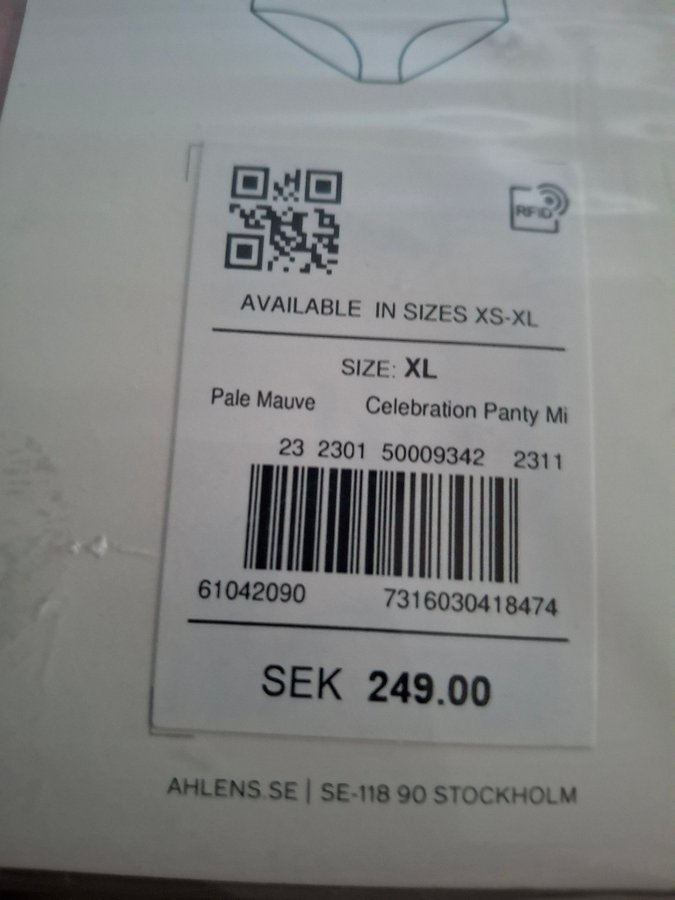 RFID
AVAILABLE IN SIZES XS-XL
SIZE: XL
Pale Mauve Celebration Panty Mi
23 2301 50009342 2311
61042090 7316030418474
SEK 249.00
AHLENS.SE | SE-118 90 STOCKHOLM